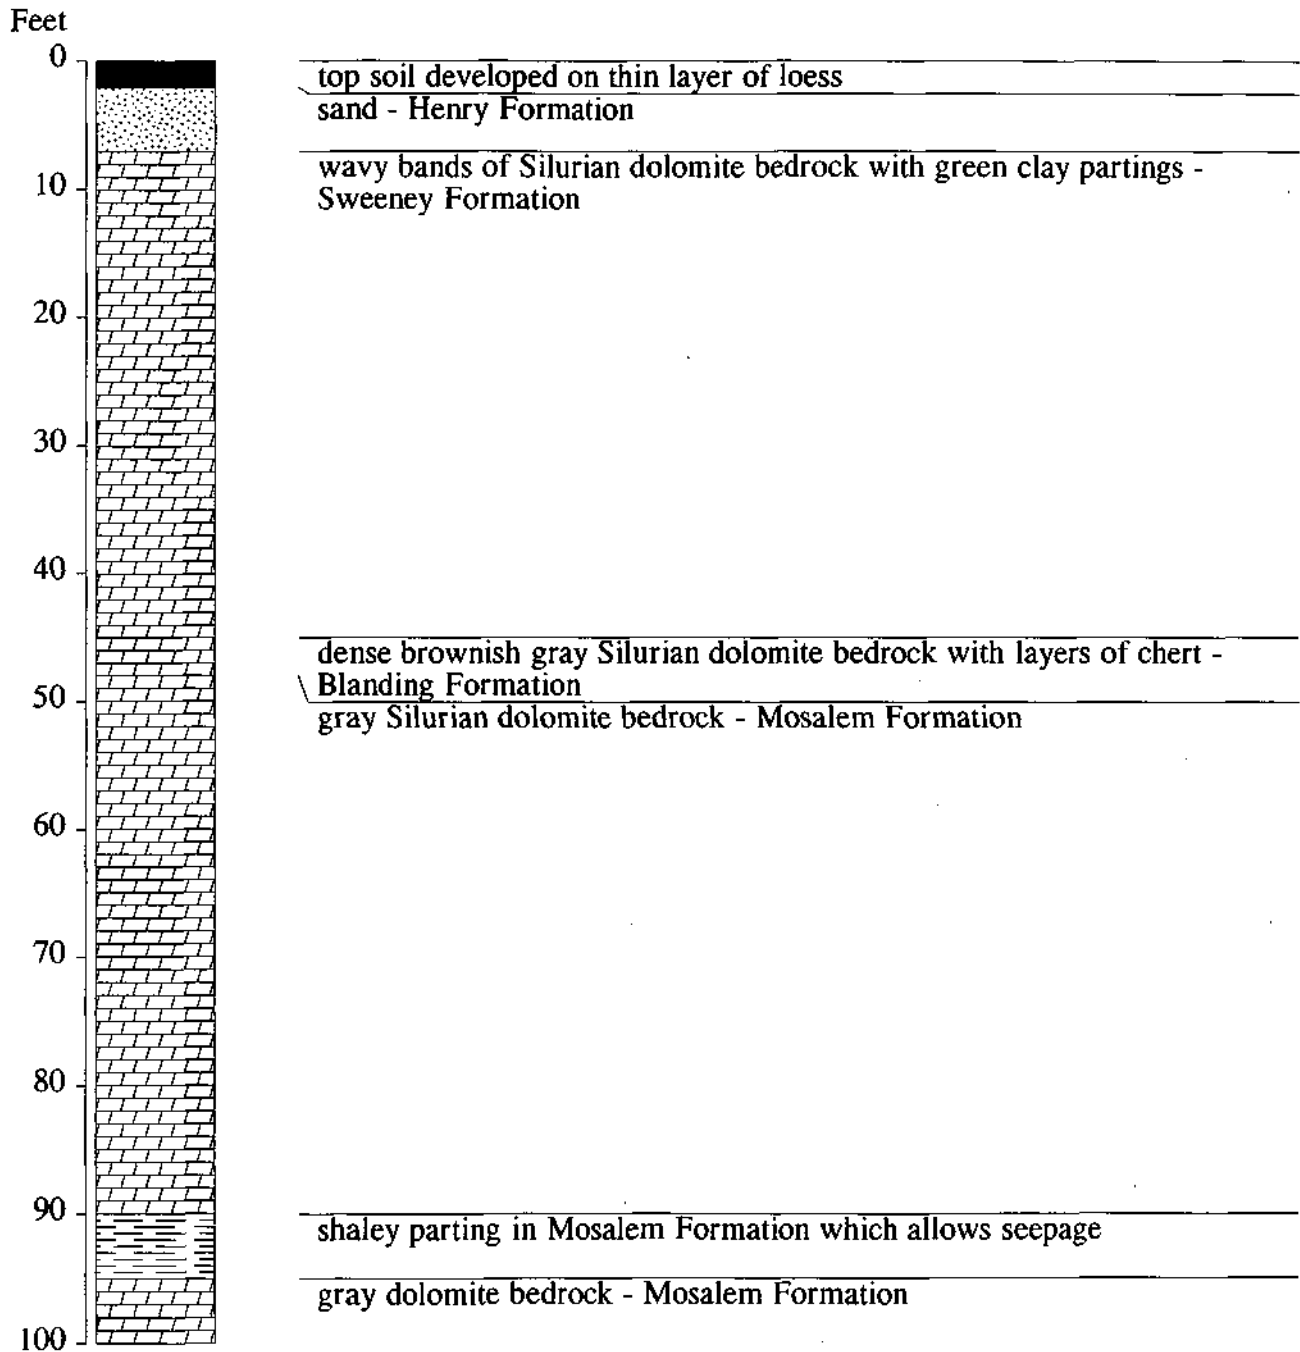 Feet
0
top soil developed on thin layer of loess
sand - Henry Formation
wavy bands of Silurian dolomite bedrock with green clay partings -
10
Sweeney Formation
20
30
40
dense brownish gray Silurian dolomite bedrock with layers of chert -
Blanding Formation
50
gray Silurian dolomite bedrock - Mosalem Formation
60
70
80
90
shaley parting in Mosalem Formation which allows seepage
gray dolomite bedrock - Mosalem Formation
100